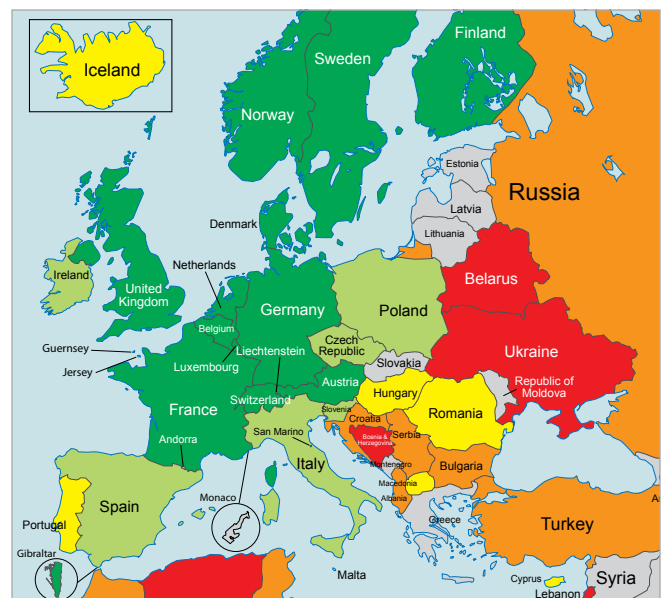 Iceland
Finland
Sweden
Norway
Estonia
Russia
Latvia
Denmark
Lithuania
Netherlands
Ireland
Belarus
United
Kingdom
Germany
Poland
Belgium
Guernsey
Czech
Republic
Liechtenstein
Ukraine
Luxembourg
Slovakia
Jersey
Austria
Republic of
Moldova
Hungary
Switzerland
France
Romania
Slovenia
Croatia
San Marino
Serbia
Andorra
Bosnia &
Herzegovina
Italy
Montenegro
Bulgaria
Macedonia
Monaco
Albania
Spain
Portugal
Greece
Turkey
Gibraltar
Malta
Cyprus
Syria
Lebanon